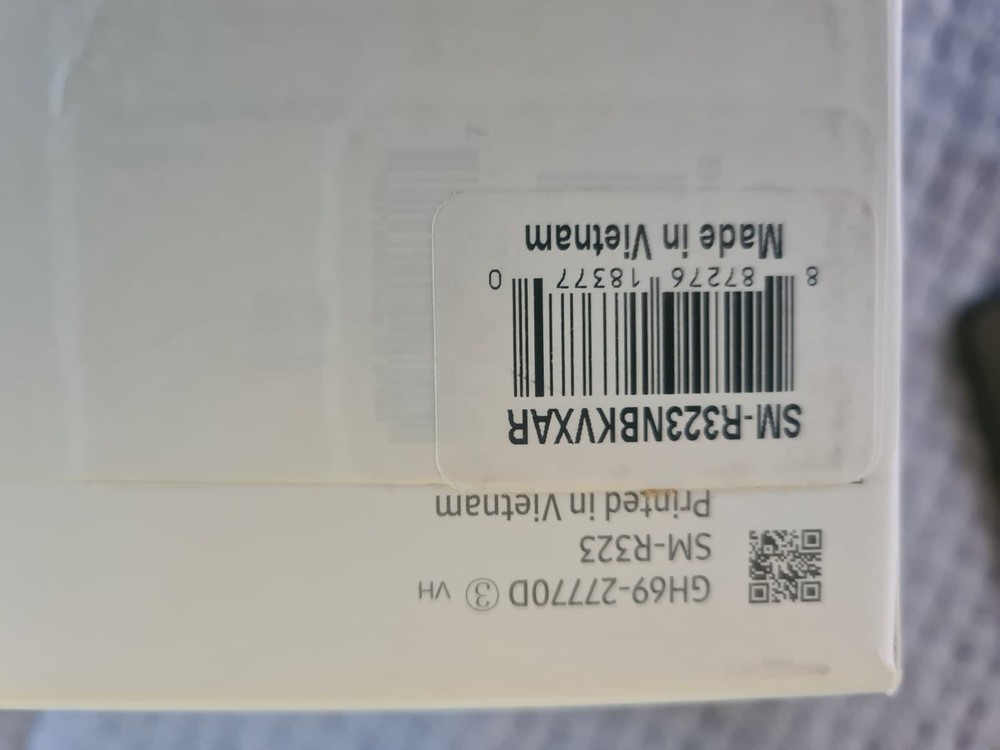 GH69-27770D ③ VH
SM-R323
Printed in Vietnam
SM-R323NBKVXAR
8 87276 18377 0
Made in Vietnam